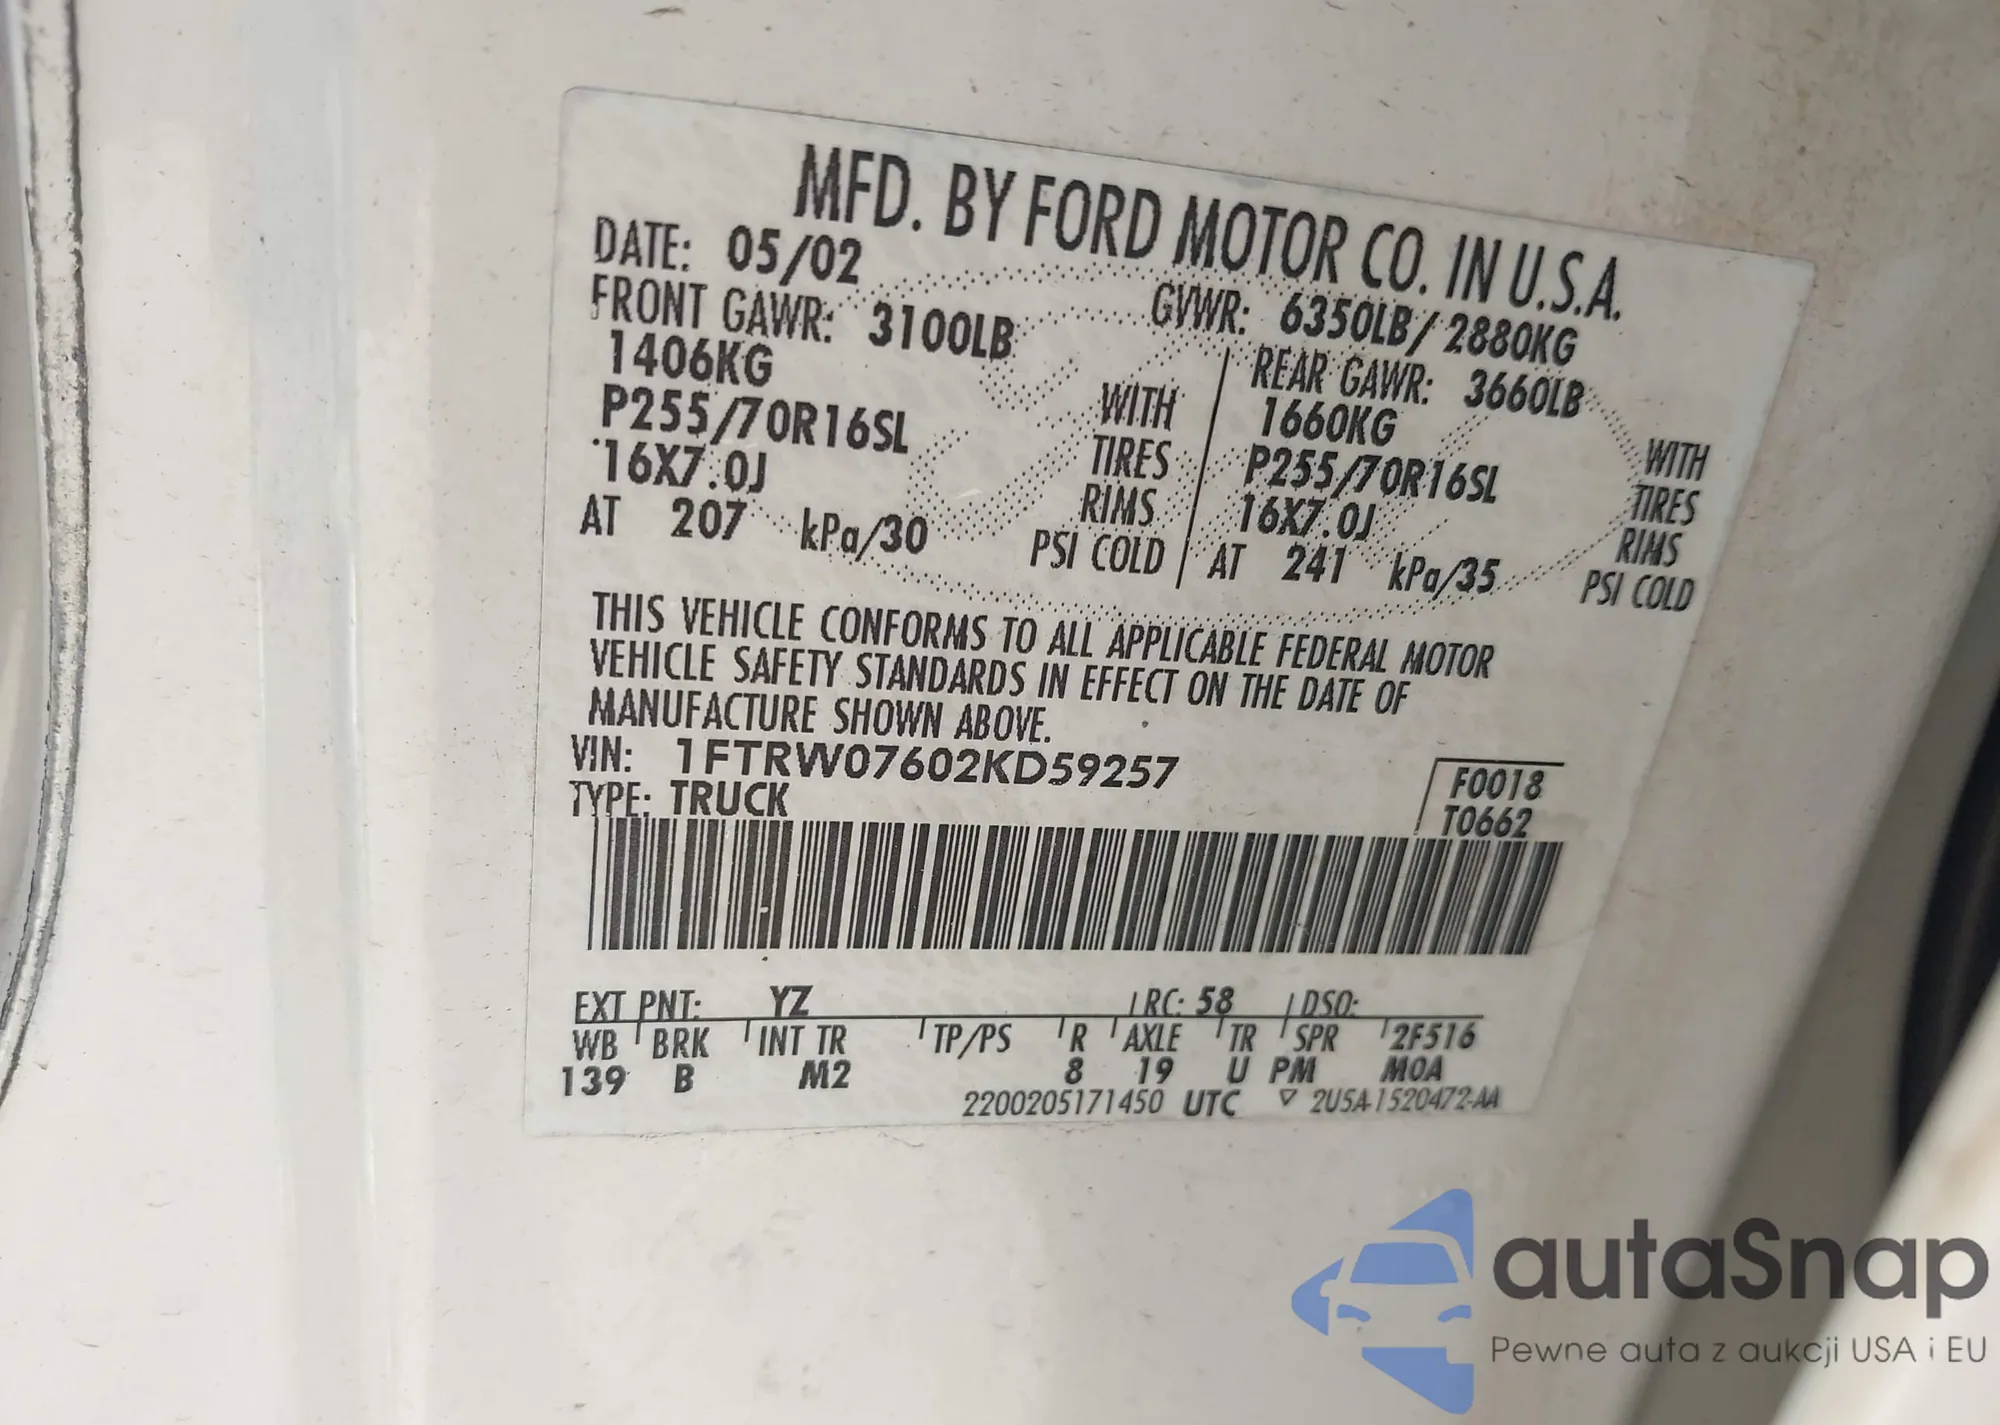 MFD. BY FORD MOTOR CO. IN U.S.A.
DATE: 05/02 GVWR: 6350LB/2880KG
FRONT GAWR: 3100LB REAR GAWR: 3660LB
1406KG WITH 1660KG WITH
P255/70R16SL TIRES P255/70R16SL TIRES
16X7.0J RIMS 16X7.0J RIMS
AT 207 kPa/30 PSI COLD AT 241 kPa/35 PSI COLD
THIS VEHICLE CONFORMS TO ALL APPLICABLE FEDERAL MOTOR
VEHICLE SAFETY STANDARDS IN EFFECT ON THE DATE OF
MANUFACTURE SHOWN ABOVE.
VIN: 1FTRW07602KD59257 F0018
TYPE: TRUCK T0662
EXT PNT: YZ RC: 58 DSO:
WB BRK INT TR TP/PS R AXLE TR SPR 2F516
139 B M2 8 19 U PM MOA
2200205171450 UTC ▽ 2U5A-1520472-AA
autaSnap
Pewne auta z aukcji USA i EU